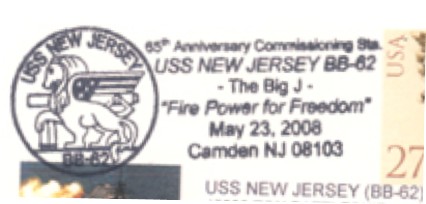 USS NEW JERSEY
BB-62
65th Anniversary Commissioning Sta.
USS NEW JERSEY BB-62
- The Big J -
"Fire Power for Freedom"
May 23, 2008
Camden NJ 08103
USA
27
USS NEW JERSEY (BB-62)